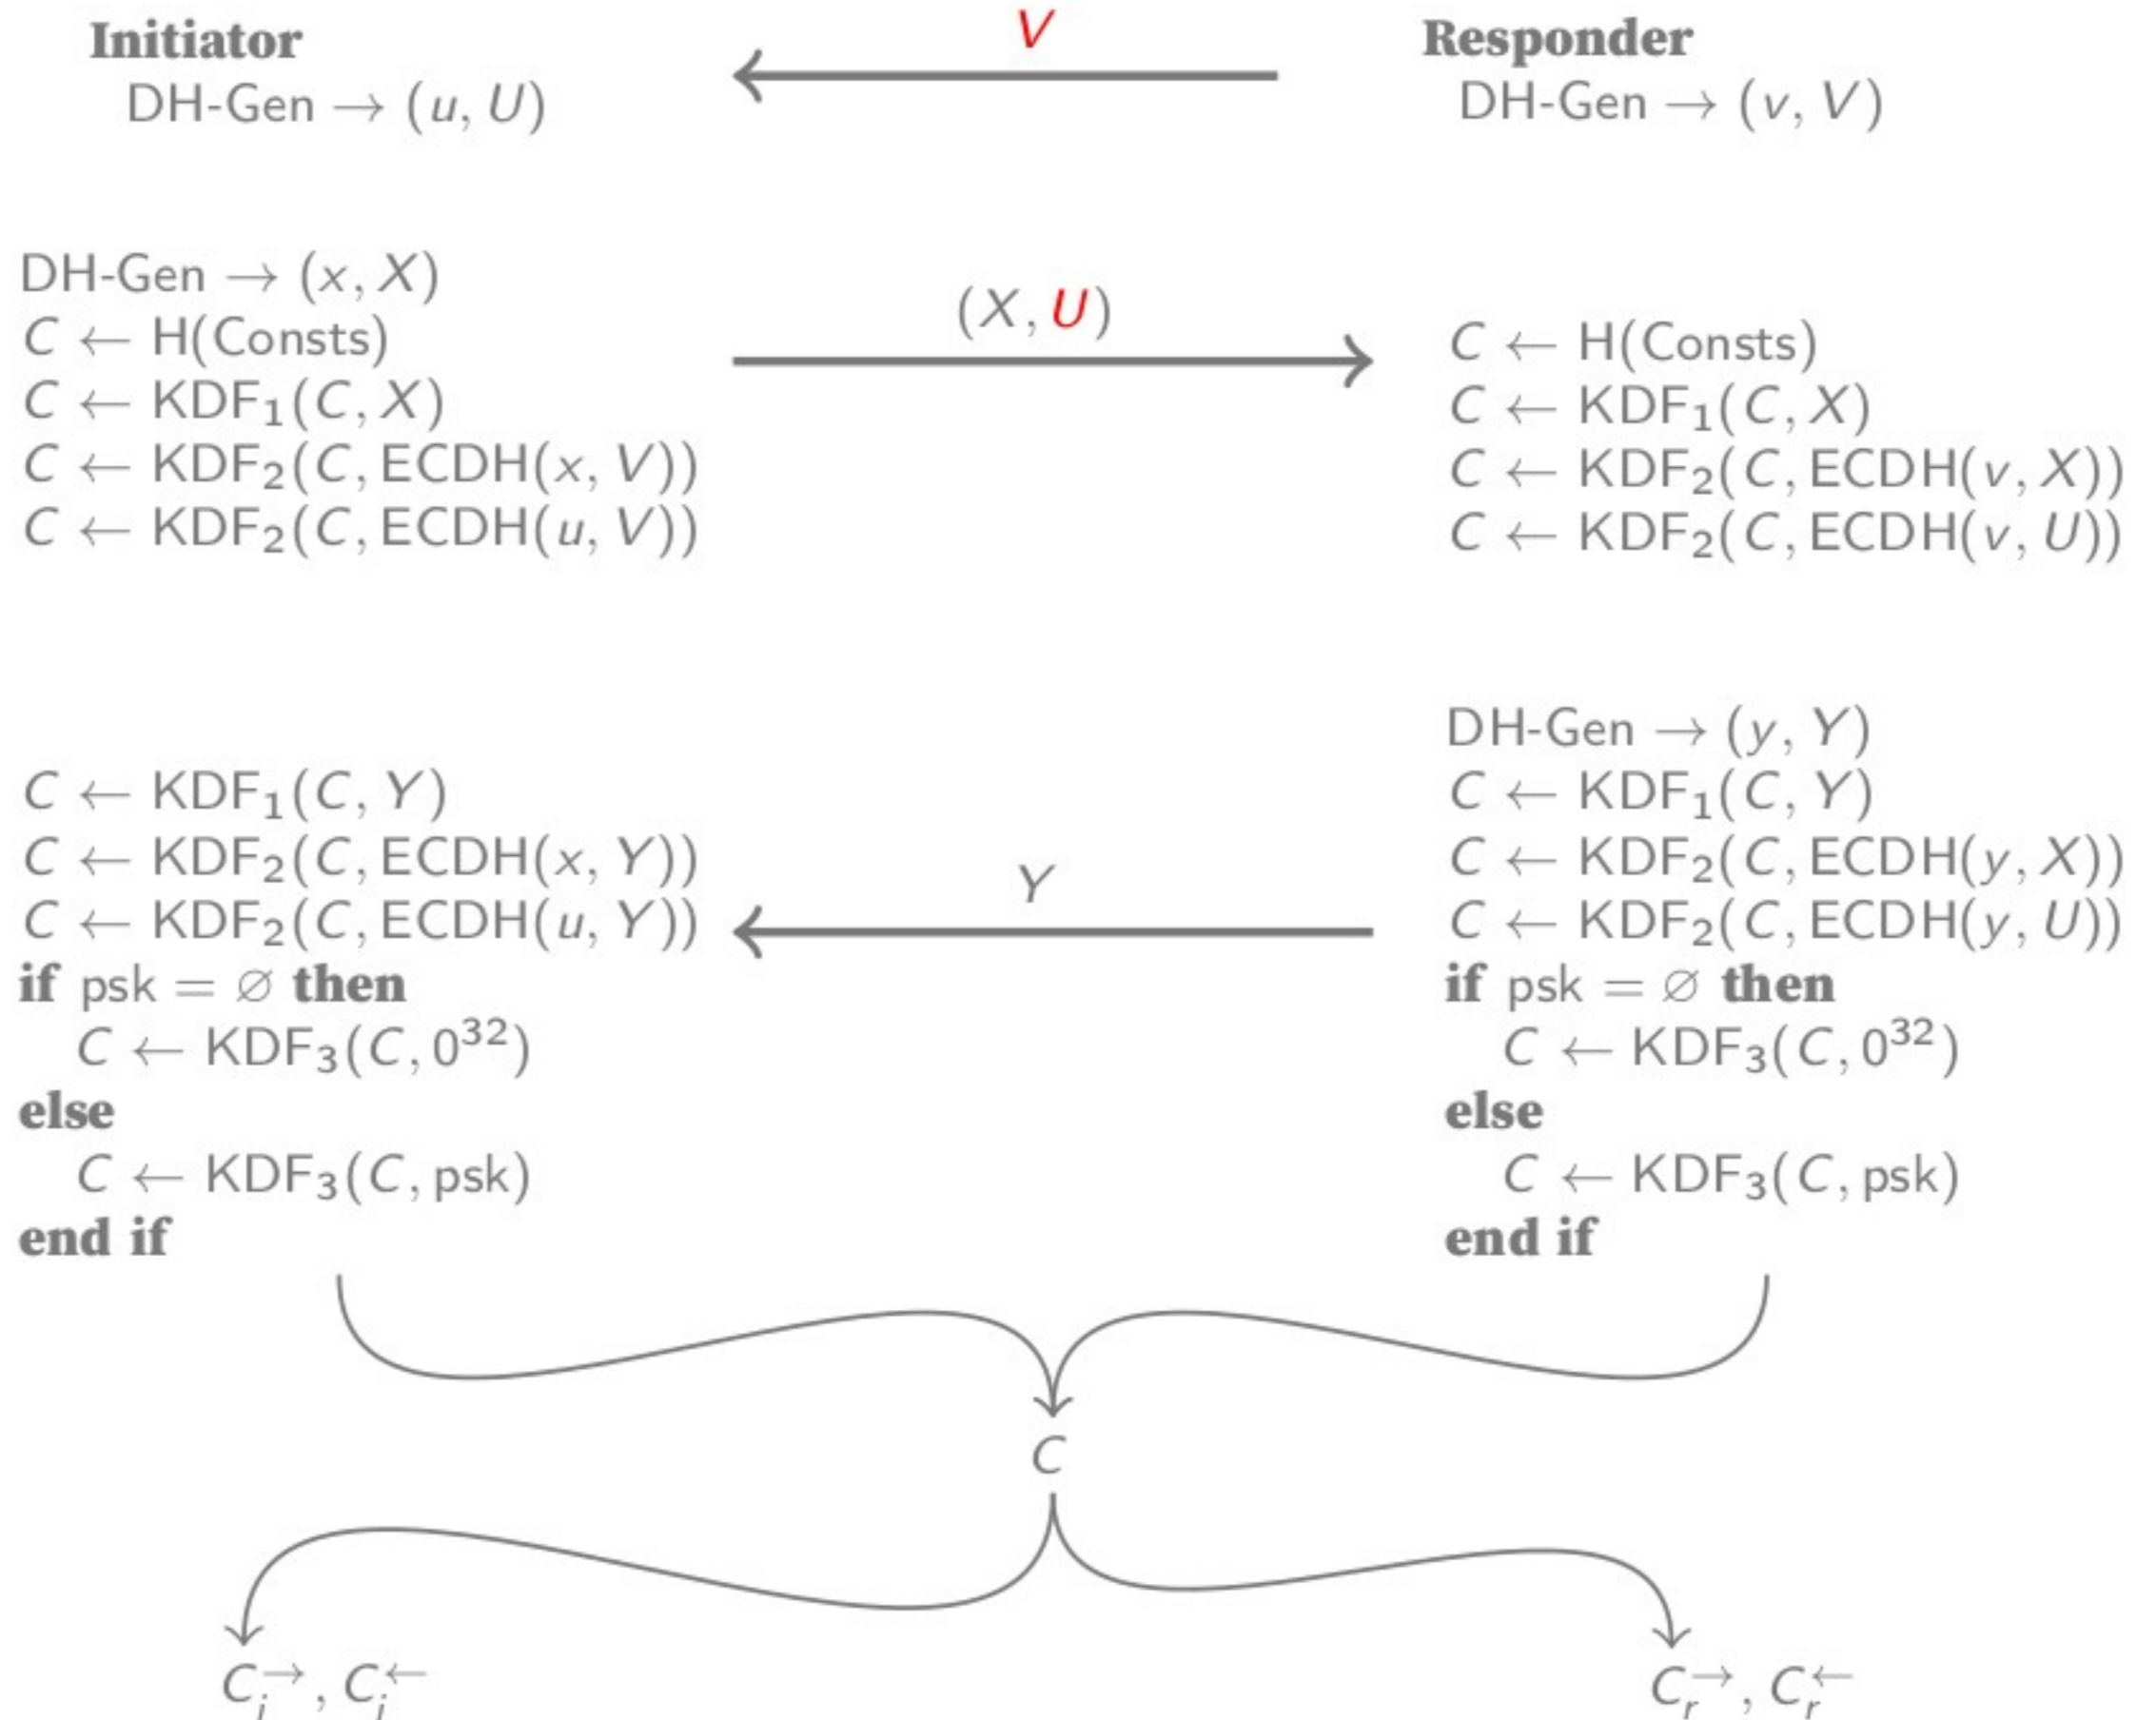 Initiator
DH-Gen → (u, U)
V
Responder
DH-Gen → (v, V)
DH-Gen → (x, X)
C ← H(Consts)
C ← KDF₁(C, X)
C ← KDF₂(C, ECDH(x, V))
C ← KDF₂(C, ECDH(u, V))
(X, U)
C ← H(Consts)
C ← KDF₁(C, X)
C ← KDF₂(C, ECDH(v, X))
C ← KDF₂(C, ECDH(v, U))
C ← KDF₁(C, Y)
C ← KDF₂(C, ECDH(x, Y))
C ← KDF₂(C, ECDH(u, Y))
if psk = ∅ then
C ← KDF₃(C, 0³²)
else
C ← KDF₃(C, psk)
end if
Y
DH-Gen → (y, Y)
C ← KDF₁(C, Y)
C ← KDF₂(C, ECDH(y, X))
C ← KDF₂(C, ECDH(y, U))
if psk = ∅ then
C ← KDF₃(C, 0³²)
else
C ← KDF₃(C, psk)
end if
C
C_i^→, C_i^←
C_r^→, C_r^←